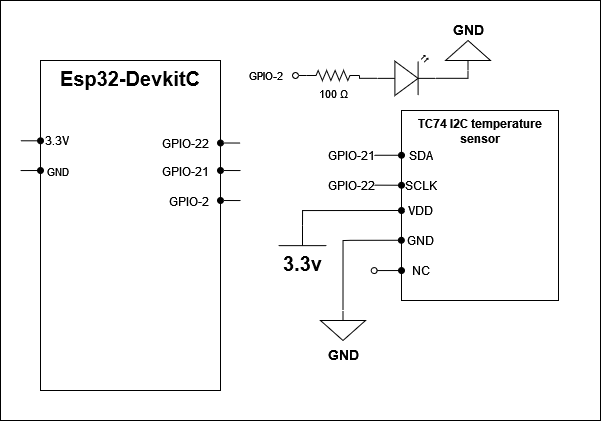 Esp32-DevkitC
3.3V
GND
GPIO-22
GPIO-21
GPIO-2
GPIO-2
100 Ω
GND
TC74 I2C temperature
sensor
GPIO-21
SDA
GPIO-22
SCLK
VDD
GND
NC
3.3v
GND